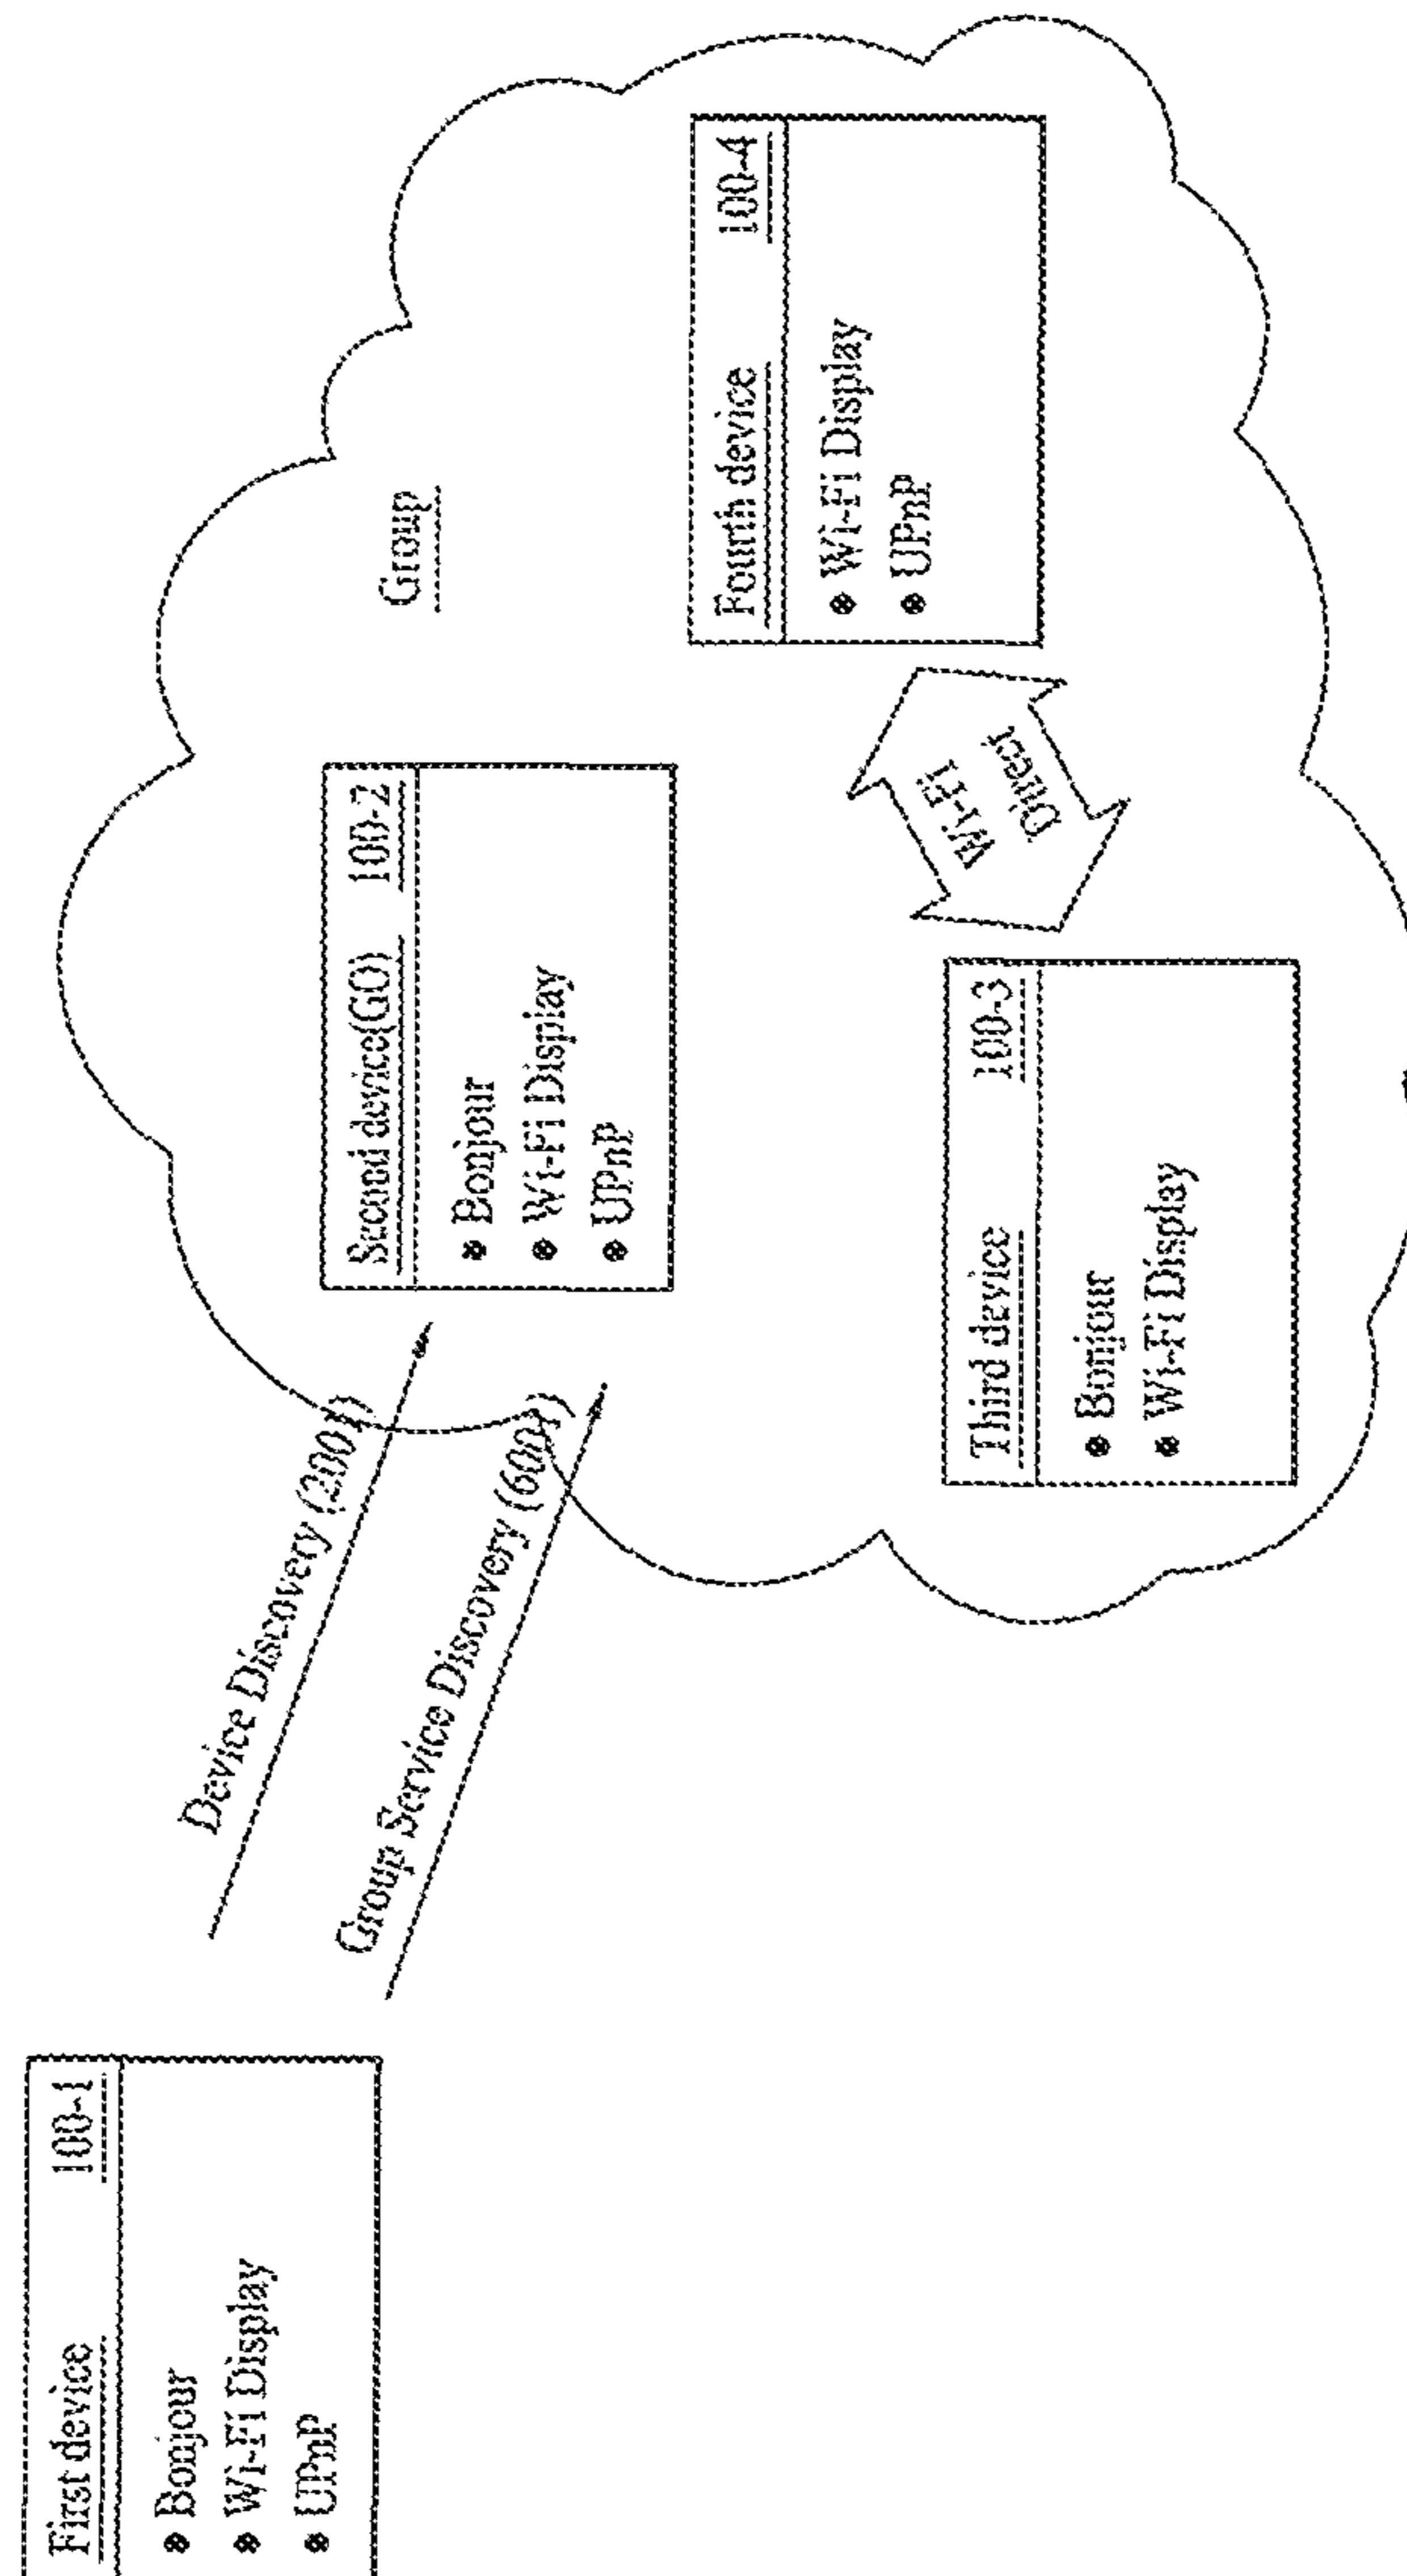 First device 100-1
• Bonjour
• Wi-Fi Display
• UPnP
Device Discovery (2001)
Group Service Discovery (6001)
Group
Second device(GO) 100-2
• Bonjour
• Wi-Fi Display
• UPnP
Third device 100-3
• Bonjour
• Wi-Fi Display
Wi-Fi
Direct
Fourth device 100-4
• Wi-Fi Display
• UPnP